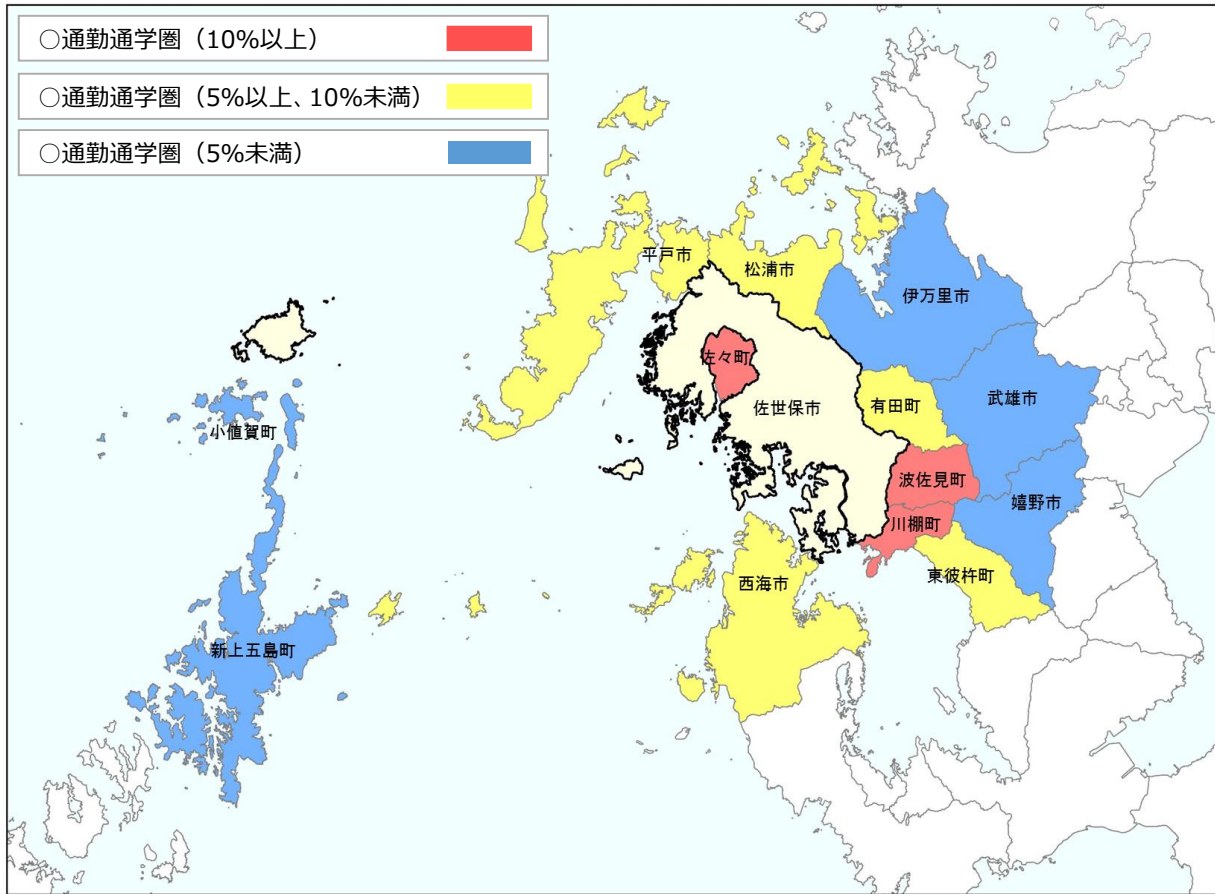 ○通勤通学圏（10%以上）
○通勤通学圏（5%以上、10%未満）
○通勤通学圏（5%未満）
平戸市
松浦市
伊万里市
佐々町
佐世保市
有田町
武雄市
小値賀町
波佐見町
嬉野市
川棚町
西海市
東彼杵町
新上五島町